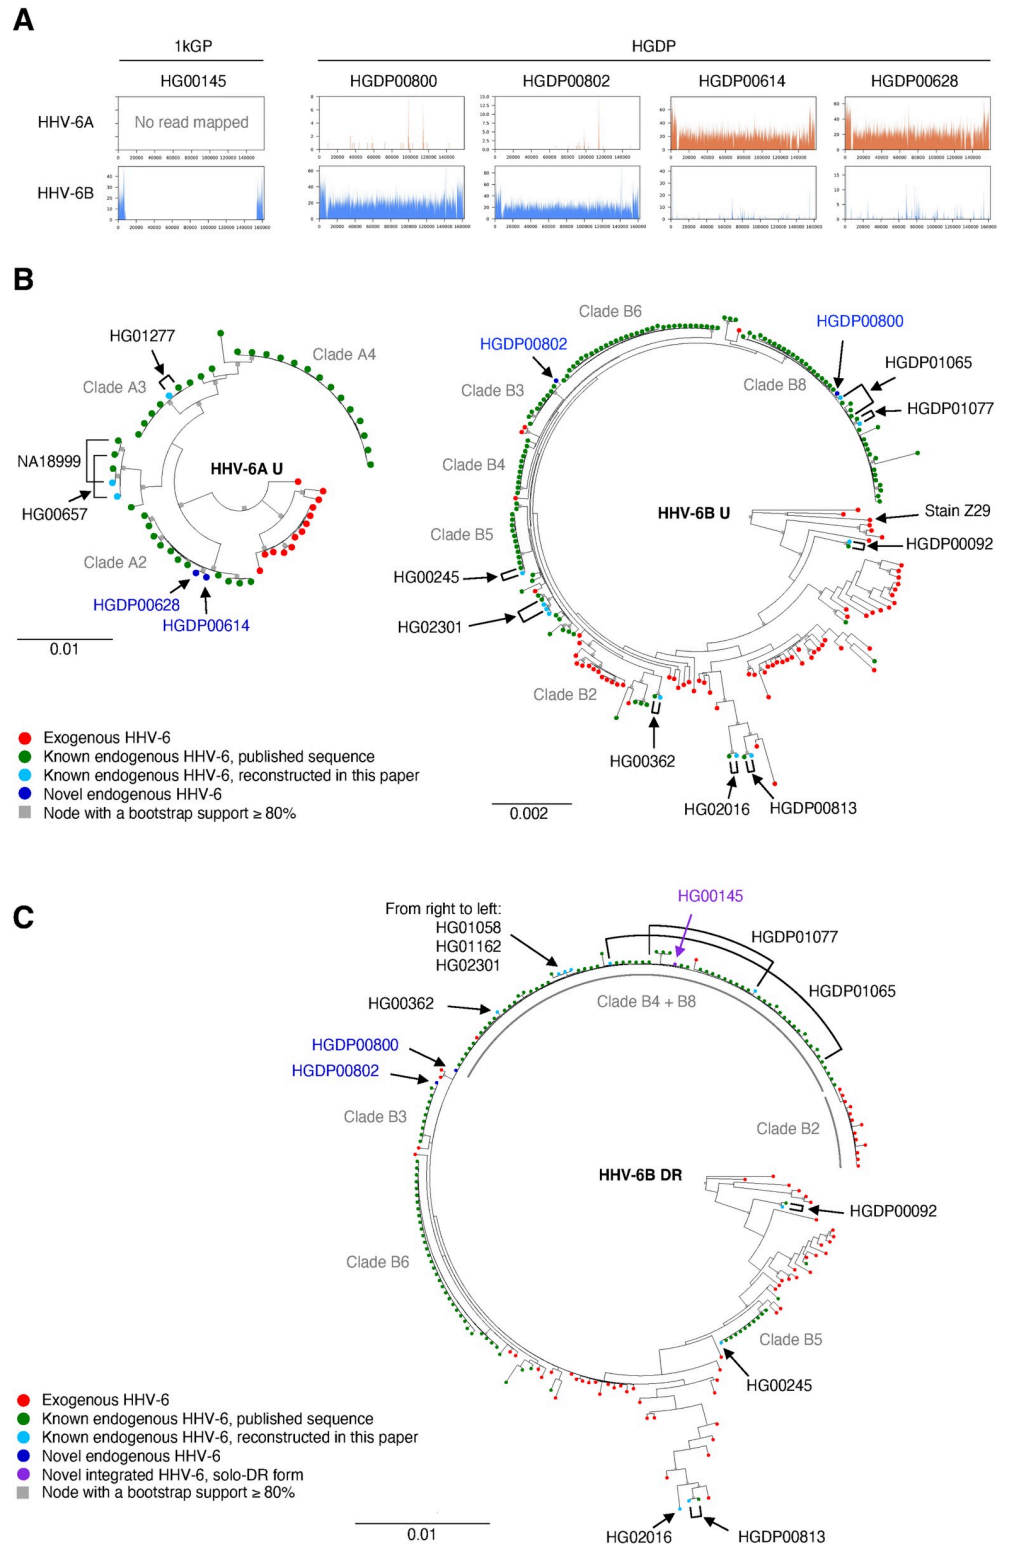 A
1kGP
HGDP
HG00145
HGDP00800
HGDP00802
HGDP00614
HGDP00628
HHV-6A
No read mapped
HHV-6B
B
HG01277
Clade A4
Clade A3
NA18999
HHV-6A U
HG00657
Clade A2
HGDP00628
HGDP00614
0.01
Clade B6
HGDP00800
HGDP00802
HGDP01065
Clade B3
Clade B8
HGDP01077
Clade B4
HHV-6B U
Stain Z29
Clade B5
HGDP00092
HG00245
HG02301
Clade B2
HG00362
HG02016
HGDP00813
0.002
Exogenous HHV-6
Known endogenous HHV-6, published sequence
Known endogenous HHV-6, reconstructed in this paper
Novel endogenous HHV-6
Node with a bootstrap support ≥ 80%
C
HG00145
From right to left:
HG01058
HG01162
HG02301
HGDP01077
HGDP01065
HG00362
Clade B4 + B8
HGDP00800
HGDP00802
Clade B3
Clade B2
HHV-6B DR
HGDP00092
Clade B6
Clade B5
HG00245
HG02016
HGDP00813
0.01
Exogenous HHV-6
Known endogenous HHV-6, published sequence
Known endogenous HHV-6, reconstructed in this paper
Novel endogenous HHV-6
Novel integrated HHV-6, solo-DR form
Node with a bootstrap support ≥ 80%